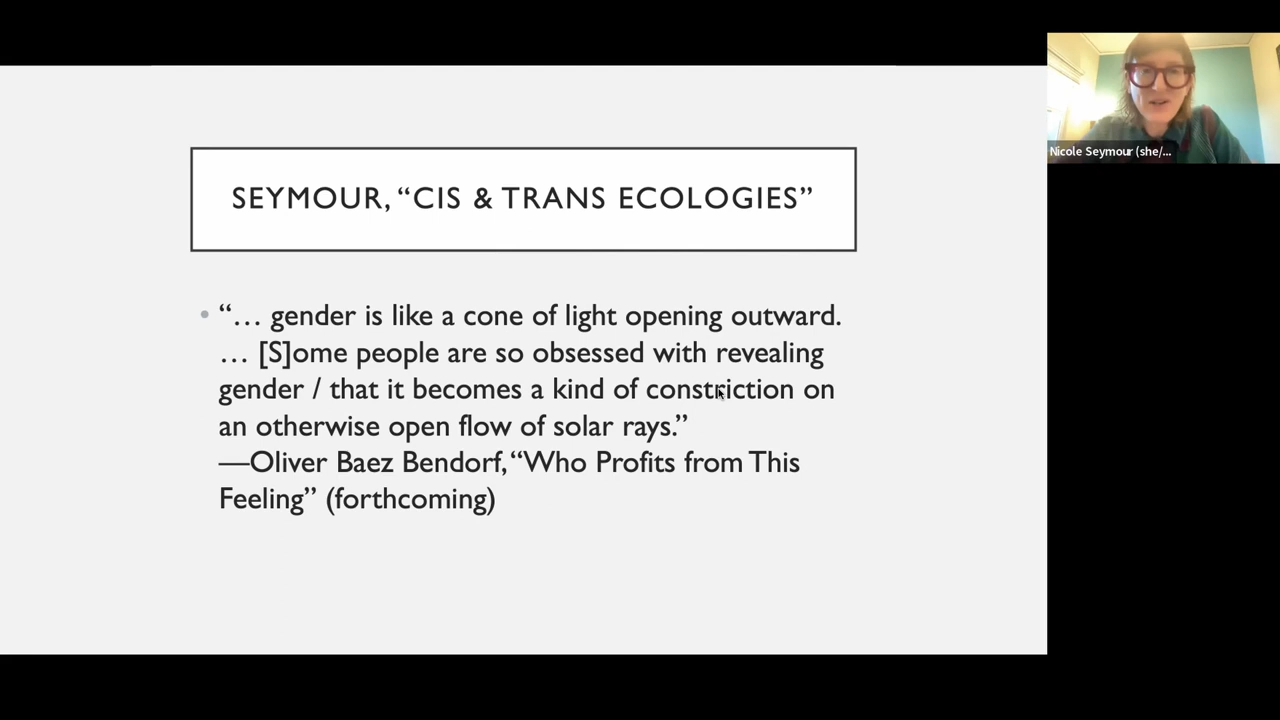 SEYMOUR, “CIS & TRANS ECOLOGIES”
• “… gender is like a cone of light opening outward.
… [S]ome people are so obsessed with revealing
gender / that it becomes a kind of constriction on
an otherwise open flow of solar rays.”
—Oliver Baez Bendorf, “Who Profits from This
Feeling” (forthcoming)
Nicole Seymour (she/...